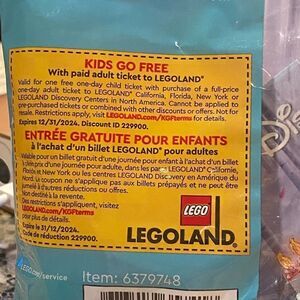 KIDS GO FREE
With paid adult ticket to LEGOLAND®
Valid for one free one-day child ticket with purchase of a full-price
one-day adult ticket to LEGOLAND® California, Florida, New York or
LEGOLAND Discovery Centers in North America. Cannot be applied to
pre-purchased tickets or combined with other discounts or offers. Not for
resale. Restrictions apply, visit LEGOLAND.com/KGFterms
Expires 12/31/2024. Discount ID 229900.
ENTRÉE GRATUITE POUR ENFANTS
à l'achat d'un billet LEGOLAND® pour adultes
Valable pour un billet gratuit d'une journée pour enfant à l'achat d'un billet
d'une journée pour adulte, dans les parcs LEGOLAND® California,
Florida et New York ou les centres LEGOLAND Discovery en Amérique du
Nord. Le coupon ne s'applique pas aux billets prépayés et ne peut être
jumelé à d'autres réductions ou offres.
Interdit à la revente. Des restrictions
s'appliquent, visitez
LEGOLAND.com/KGFterms
pour plus de détails.
Expire le 31/12/2024.
Code de réduction 229900.
LEGO
LEGOLAND®
LEGO.com/service
Item: 6379748